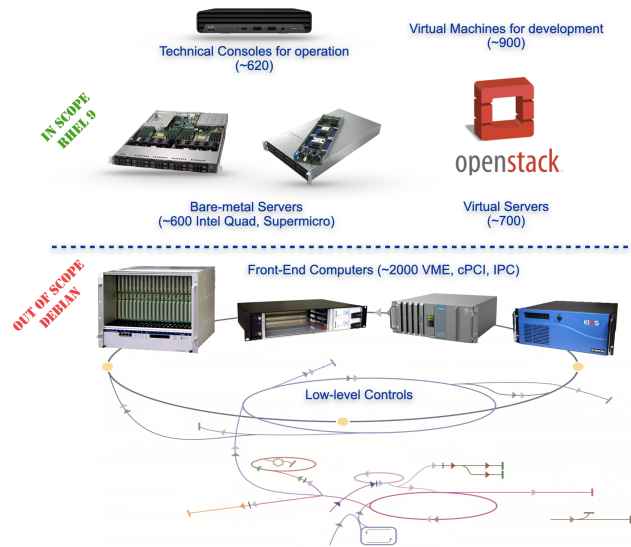 Technical Consoles for operation
(~620)
Virtual Machines for development
(~900)
IN SCOPE
RHEL 9
openstack
Bare-metal Servers
(~600 Intel Quad, Supermicro)
Virtual Servers
(~700)
OUT OF SCOPE
DEBIAN
Front-End Computers (~2000 VME, cPCI, IPC)
Low-level Controls